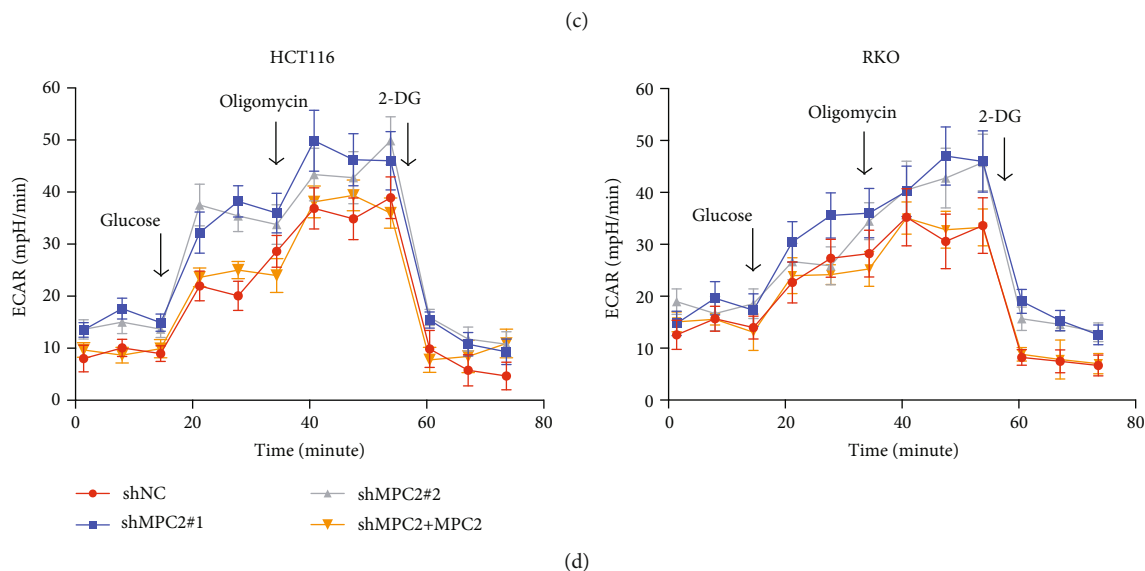 (c)
HCT116
60
50
40
30
20
10
0
ECAR (mpH/min)
Glucose
Oligomycin
2-DG
0 20 40 60 80
Time (minute)
RKO
60
50
40
30
20
10
0
ECAR (mpH/min)
Glucose
Oligomycin
2-DG
0 20 40 60 80
Time (minute)
shNC
shMPC2#1
shMPC2#2
shMPC2+MPC2
(d)